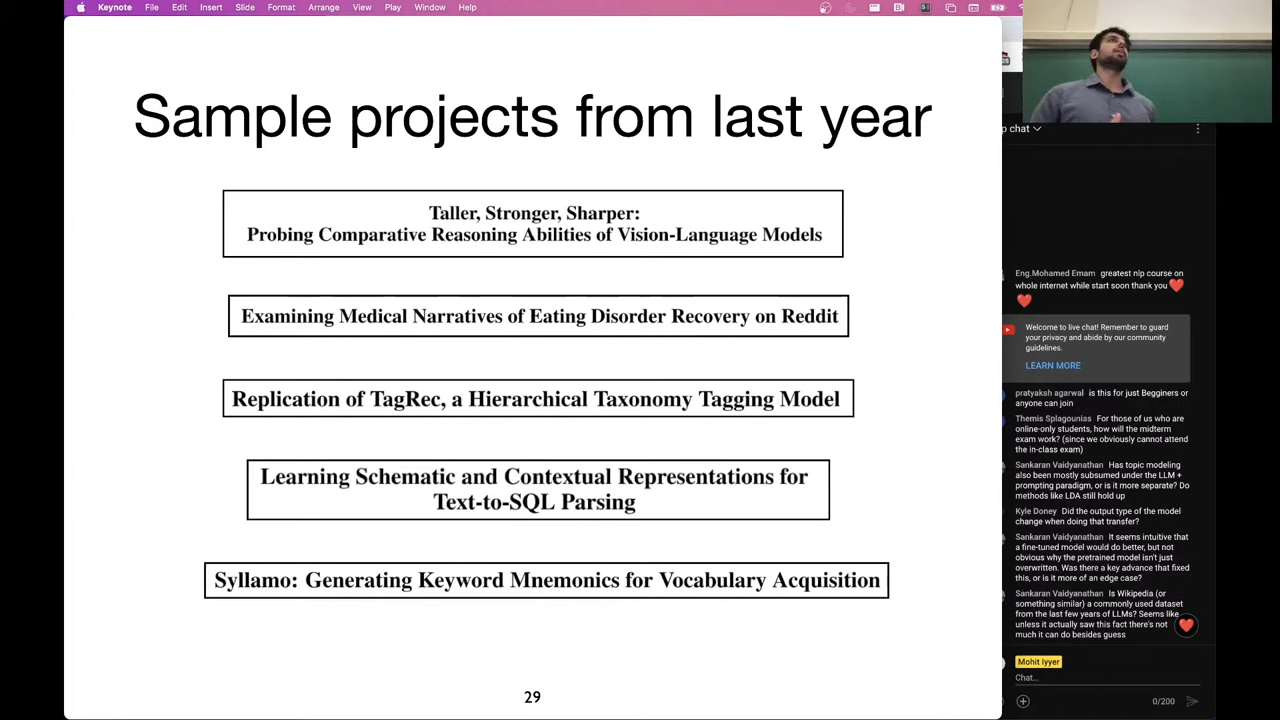 Keynote File Edit Slide Format Arrange View Play Window Help
Sample projects from last year
Taller, Stronger, Sharper:
Probing Comparative Reasoning Abilities of Vision-Language Models
Examining Medical Narratives of Eating Disorder Recovery on Reddit
Replication of TagRec, a Hierarchical Taxonomy Tagging Model
Learning Schematic and Contextual Representations for
Text-to-SQL Parsing
Syllamo: Generating Keyword Mnemonics for Vocabulary Acquisition
29
p chat
Eng.Mohamed Emam greatest nlp course on
whole internet while start soon thank you
Welcome to live chat! Remember to guard
your privacy and abide by our community
guidelines.
LEARN MORE
pratyaksh agarwal is this for just Begginers or
anyone can join
Themis Splagounias For those of us who are
online-only students, how will the midterm
exam work? (since we obviously cannot attend
the in-class exam)
Sankaran Vaidyanathan Has topic modeling
also been mostly subsumed under the LLM +
prompting paradigm, or is it more separate? Do
methods like LDA still hold up
Kyle Doney Did the output type of the model
change when doing that transfer?
Sankaran Vaidyanathan It seems intuitive that
a fine-tuned model would do better, but not
obvious why the pretrained model isn't just
overwritten. Was there a key advance that fixed
this, or is it more of an edge case?
Sankaran Vaidyanathan Is Wikipedia (or
something similar) a commonly used dataset
from the last few years of LLMs? Seems like
unless it actually saw this fact there's not
much it can do besides guess
Mohit Iyyer
Chat...
0/200